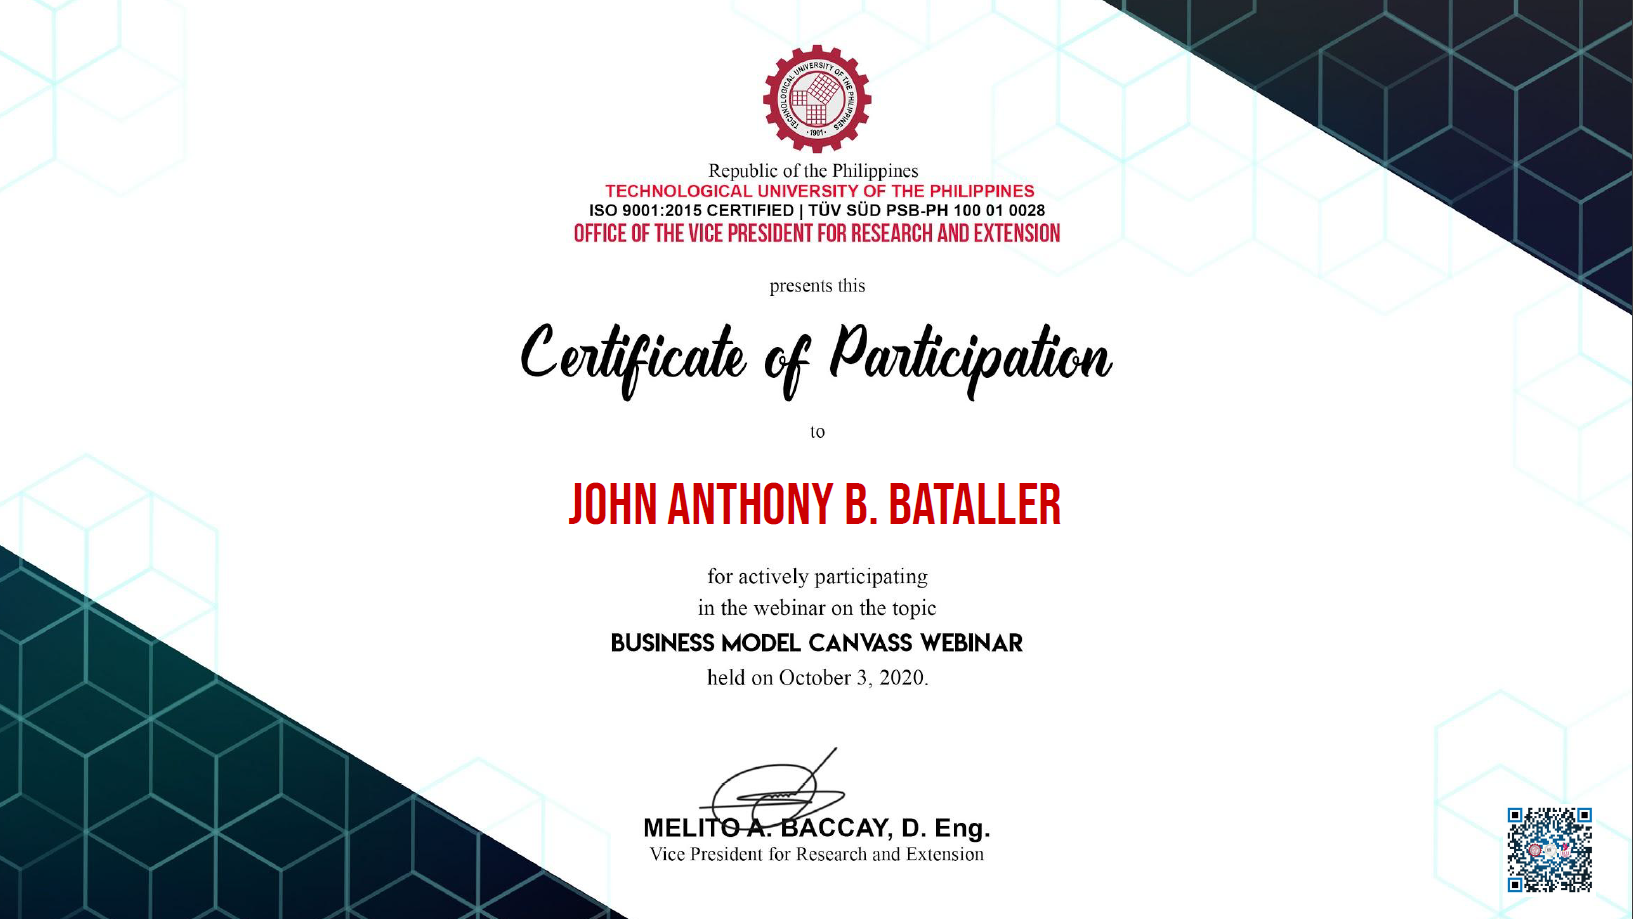 TECHNOLOGICAL UNIVERSITY OF THE PHILIPPINES
• 1901 •
Republic of the Philippines
TECHNOLOGICAL UNIVERSITY OF THE PHILIPPINES
ISO 9001:2015 CERTIFIED | TÜV SÜD PSB-PH 100 01 0028
OFFICE OF THE VICE PRESIDENT FOR RESEARCH AND EXTENSION
presents this
Certificate of Participation
to
JOHN ANTHONY B. BATALLER
for actively participating
in the webinar on the topic
BUSINESS MODEL CANVASS WEBINAR
held on October 3, 2020.
MELITO A. BACCAY, D. Eng.
Vice President for Research and Extension